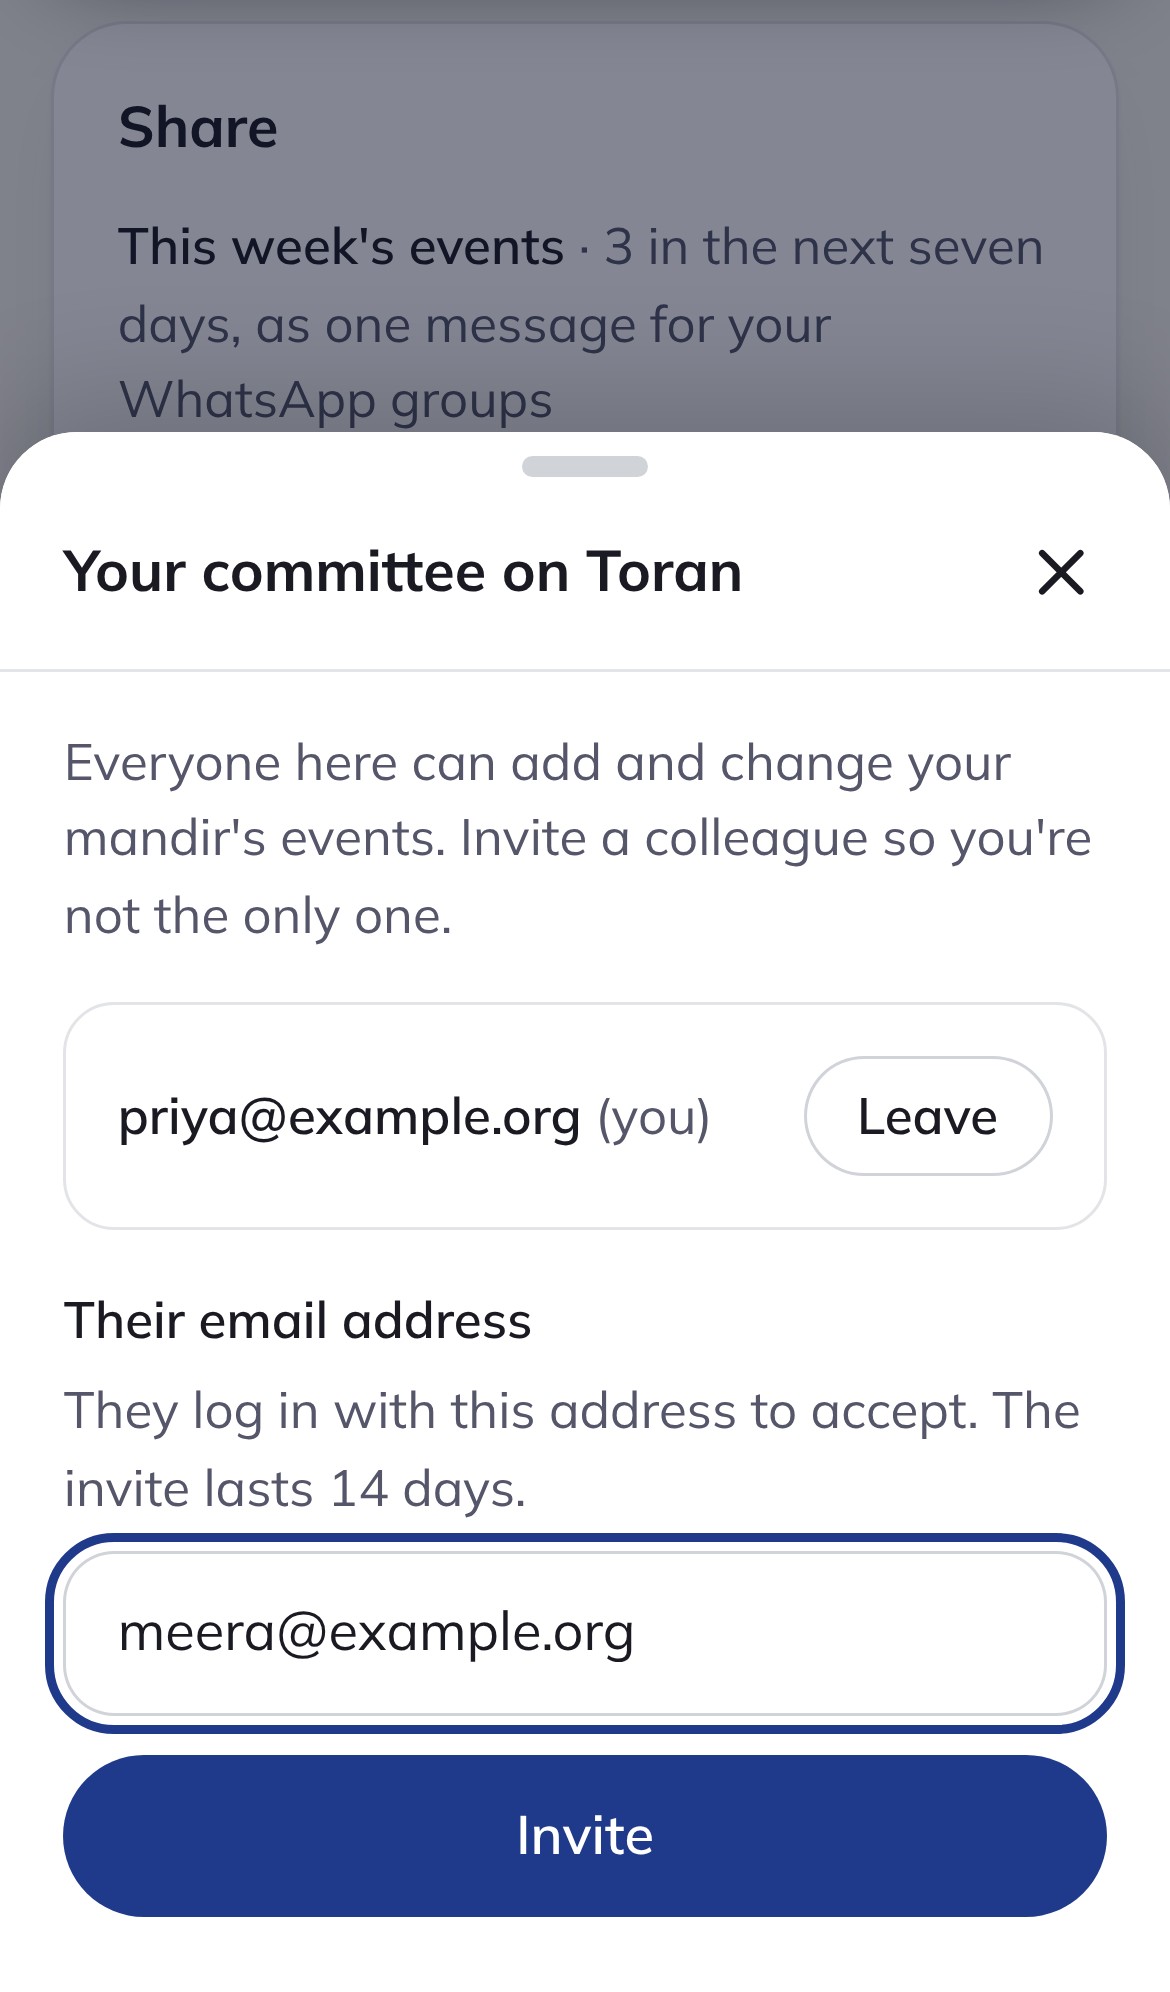 Share
This week's events · 3 in the next seven
days, as one message for your
WhatsApp groups
Your committee on Toran
Everyone here can add and change your
mandir's events. Invite a colleague so you're
not the only one.
priya@example.org (you)
Leave
Their email address
They log in with this address to accept. The
invite lasts 14 days.
meera@example.org
Invite